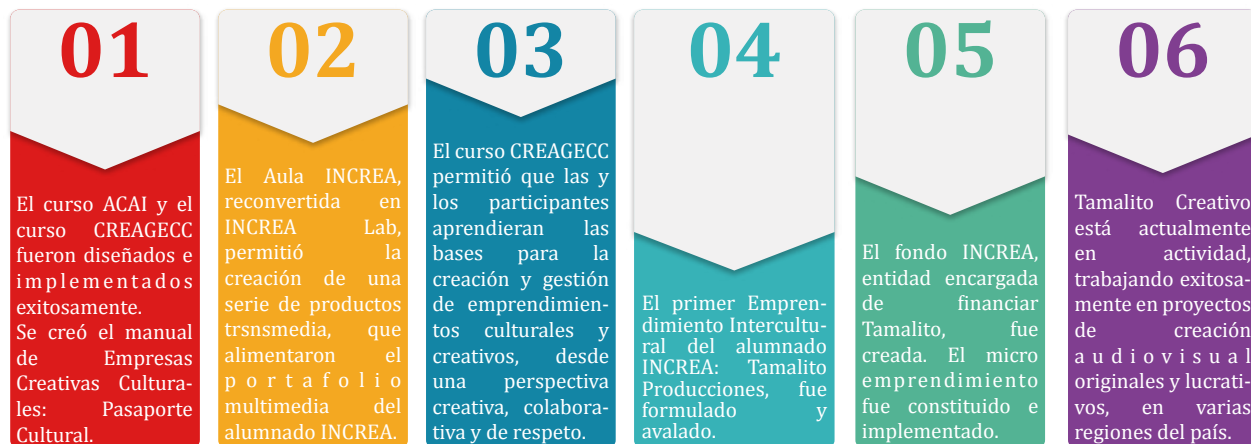 01
El curso ACAI y el
curso CREAGECC
fueron diseñados e
implementados
exitosamente.
Se creó el manual
de Empresas
Creativas Cultura-
les: Pasaporte
Cultural.
02
El Aula INCREA,
reconvertida en
INCREA Lab,
permitió la
creación de una
serie de productos
trsnsmedia, que
alimentaron el
portafolio
multimedia del
alumnado INCREA.
03
El curso CREAGECC
permitió que las y
los participantes
aprendieran las
bases para la
creación y gestión
de emprendimien-
tos culturales y
creativos, desde
una perspectiva
creativa, colabora-
tiva y de respeto.
04
El primer Empren-
dimiento Intercultu-
ral del alumnado
INCREA: Tamalito
Producciones, fue
formulado y
avalado.
05
El fondo INCREA,
entidad encargada
de financiar
Tamalito, fue
creada. El micro
emprendimiento
fue constituido e
implementado.
06
Tamalito Creativo
está actualmente
en actividad,
trabajando exitosa-
mente en proyectos
de creación
audiovisual
originales y lucrati-
vos, en varias
regiones del país.